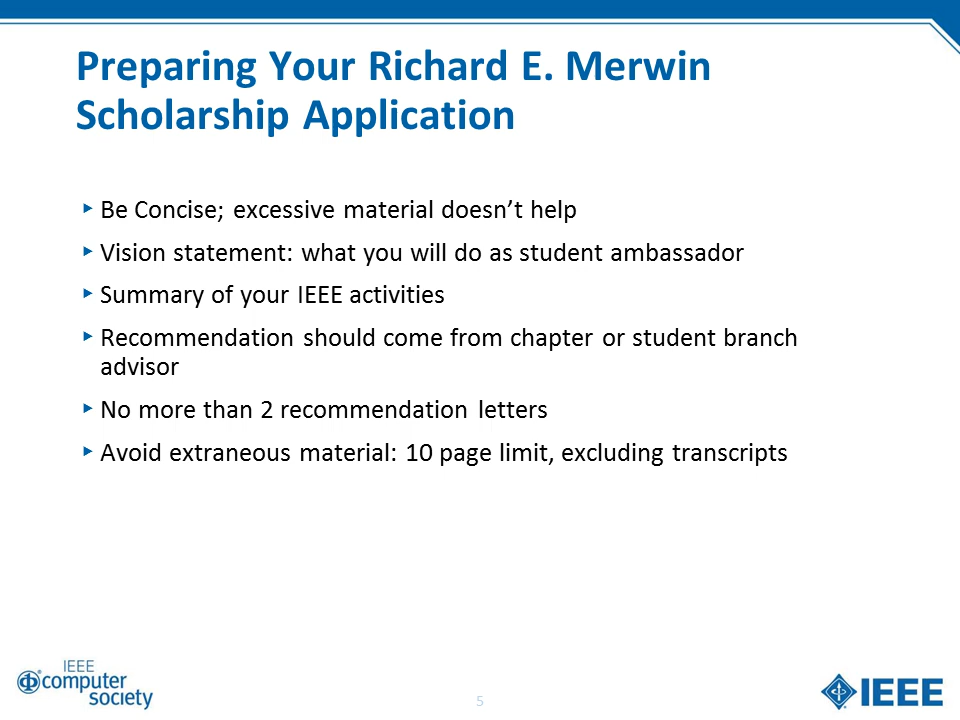 Preparing Your Richard E. Merwin
Scholarship Application
Be Concise; excessive material doesn’t help
Vision statement: what you will do as student ambassador
Summary of your IEEE activities
Recommendation should come from chapter or student branch
advisor
No more than 2 recommendation letters
Avoid extraneous material: 10 page limit, excluding transcripts
IEEE
computer
society
5
IEEE